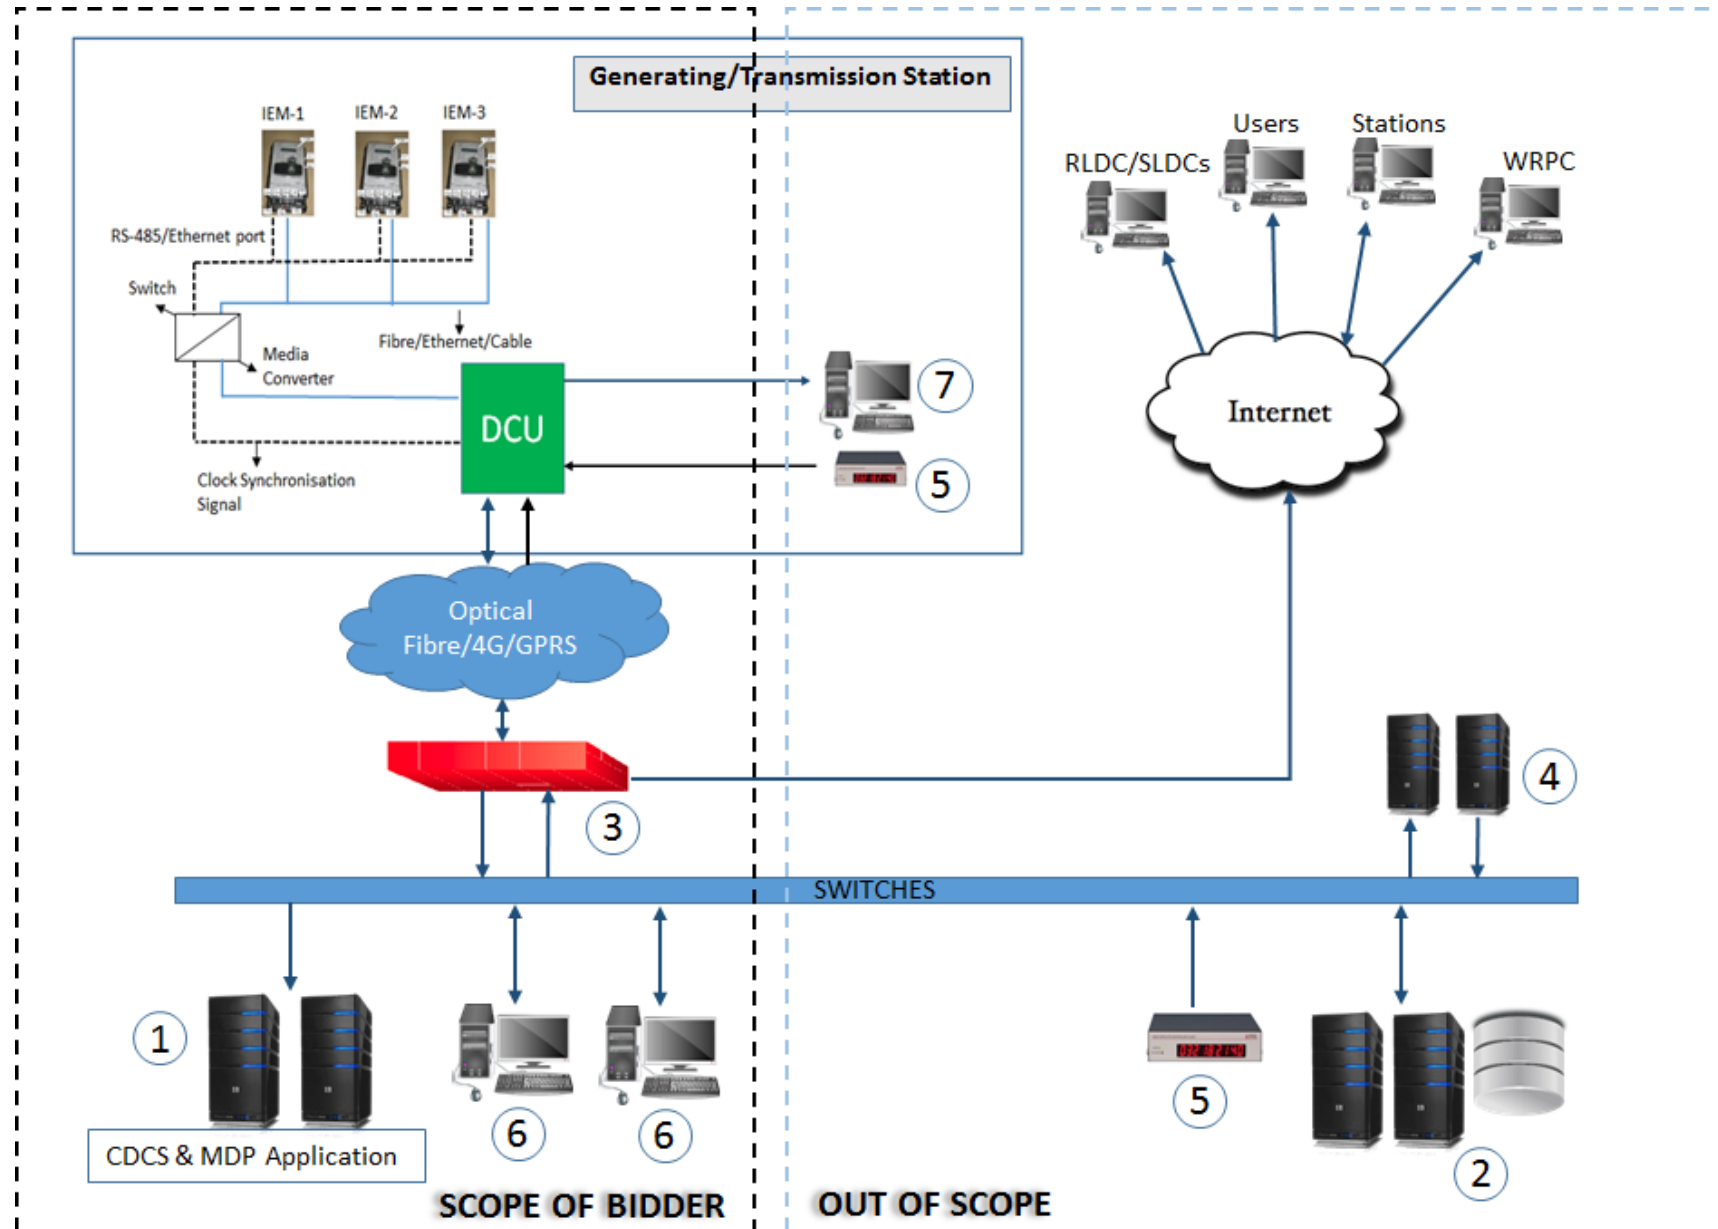 Generating/Transmission Station
IEM-1
IEM-2
IEM-3
Users
Stations
RLDC/SLDCs
WRPC
RS-485/Ethernet port
Switch
Fibre/Ethernet/Cable
Media
Converter
7
DCU
Internet
Clock Synchronisation
Signal
5
Optical
Fibre/4G/GPRS
4
3
SWITCHES
1
5
6
6
CDCS & MDP Application
2
SCOPE OF BIDDER
OUT OF SCOPE